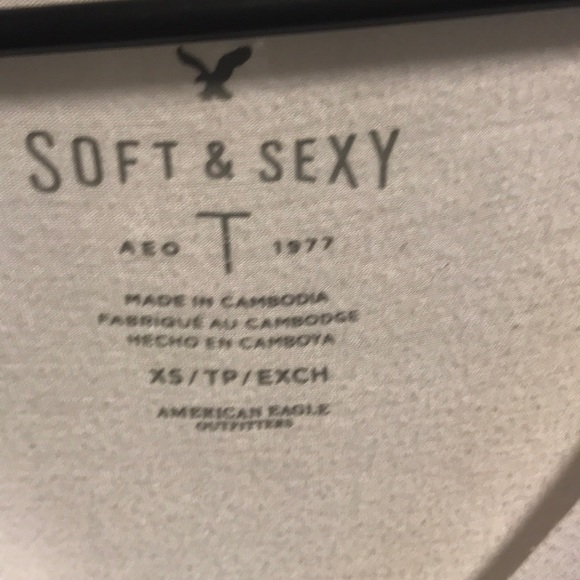 SOFT & SEXY
AEO T 1977
MADE IN CAMBODIA
FABRIQUÉ AU CAMBODGE
HECHO EN CAMBOYA
XS/TP/EXCH
AMERICAN EAGLE
OUTFITTERS